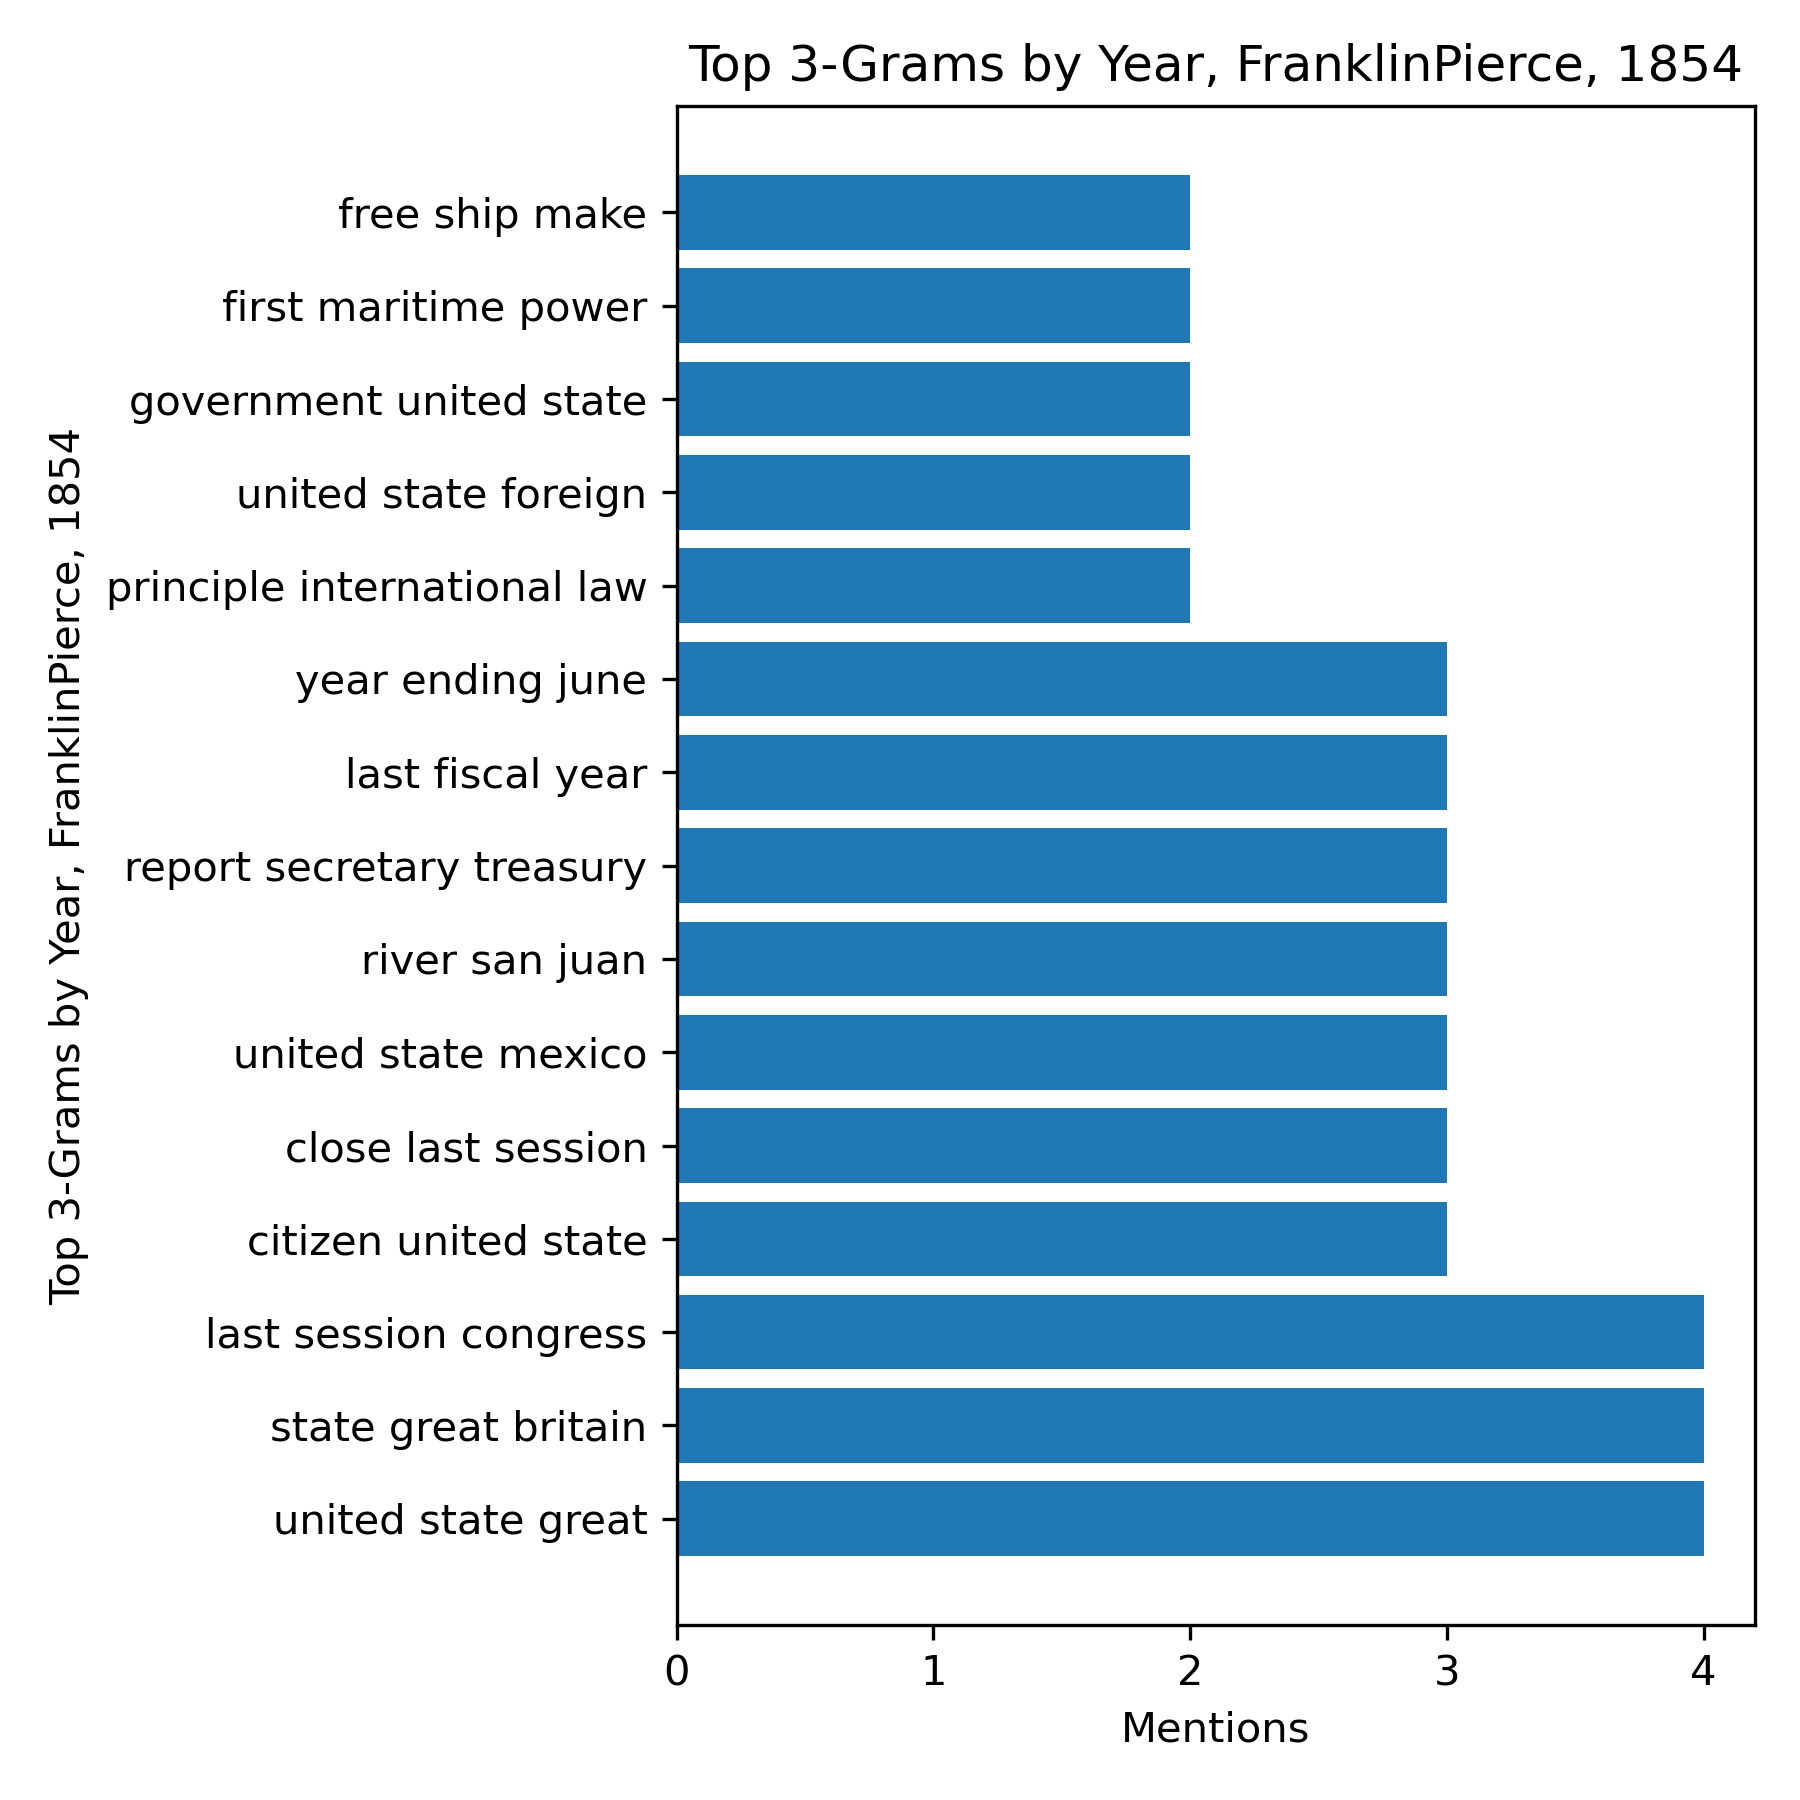 Top 3-Grams by Year, FranklinPierce, 1854
Top 3-Grams by Year, FranklinPierce, 1854
free ship make
first maritime power
government united state
united state foreign
principle international law
year ending june
last fiscal year
report secretary treasury
river san juan
united state mexico
close last session
citizen united state
last session congress
state great britain
united state great
0 1 2 3 4
Mentions